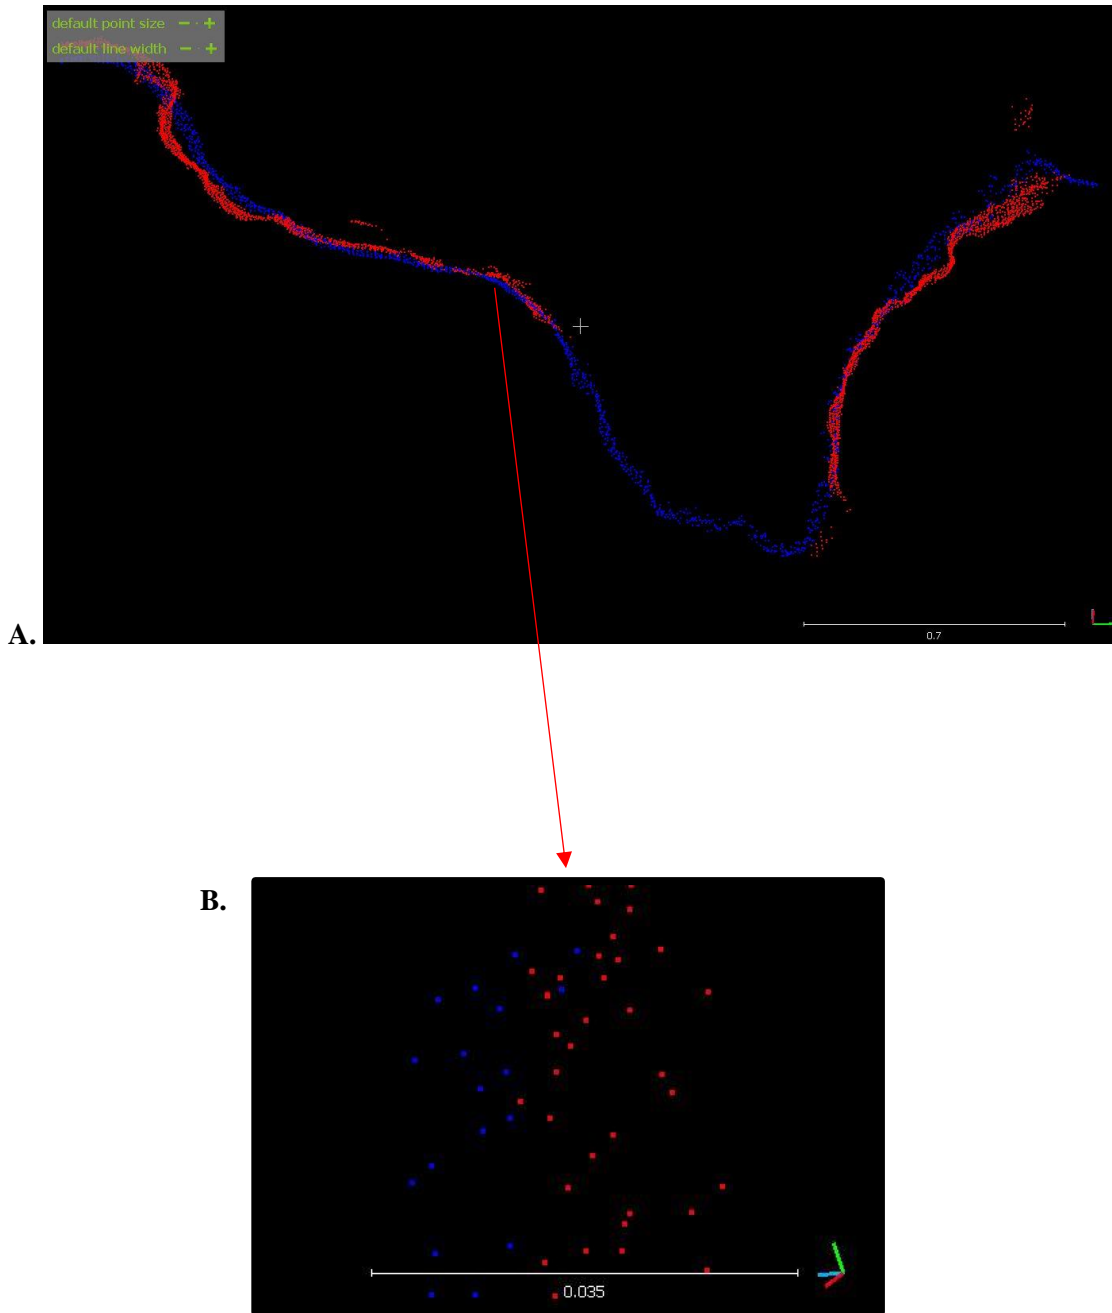 default point size − · +
default line width − · +
0.7
A.
B.
0.035